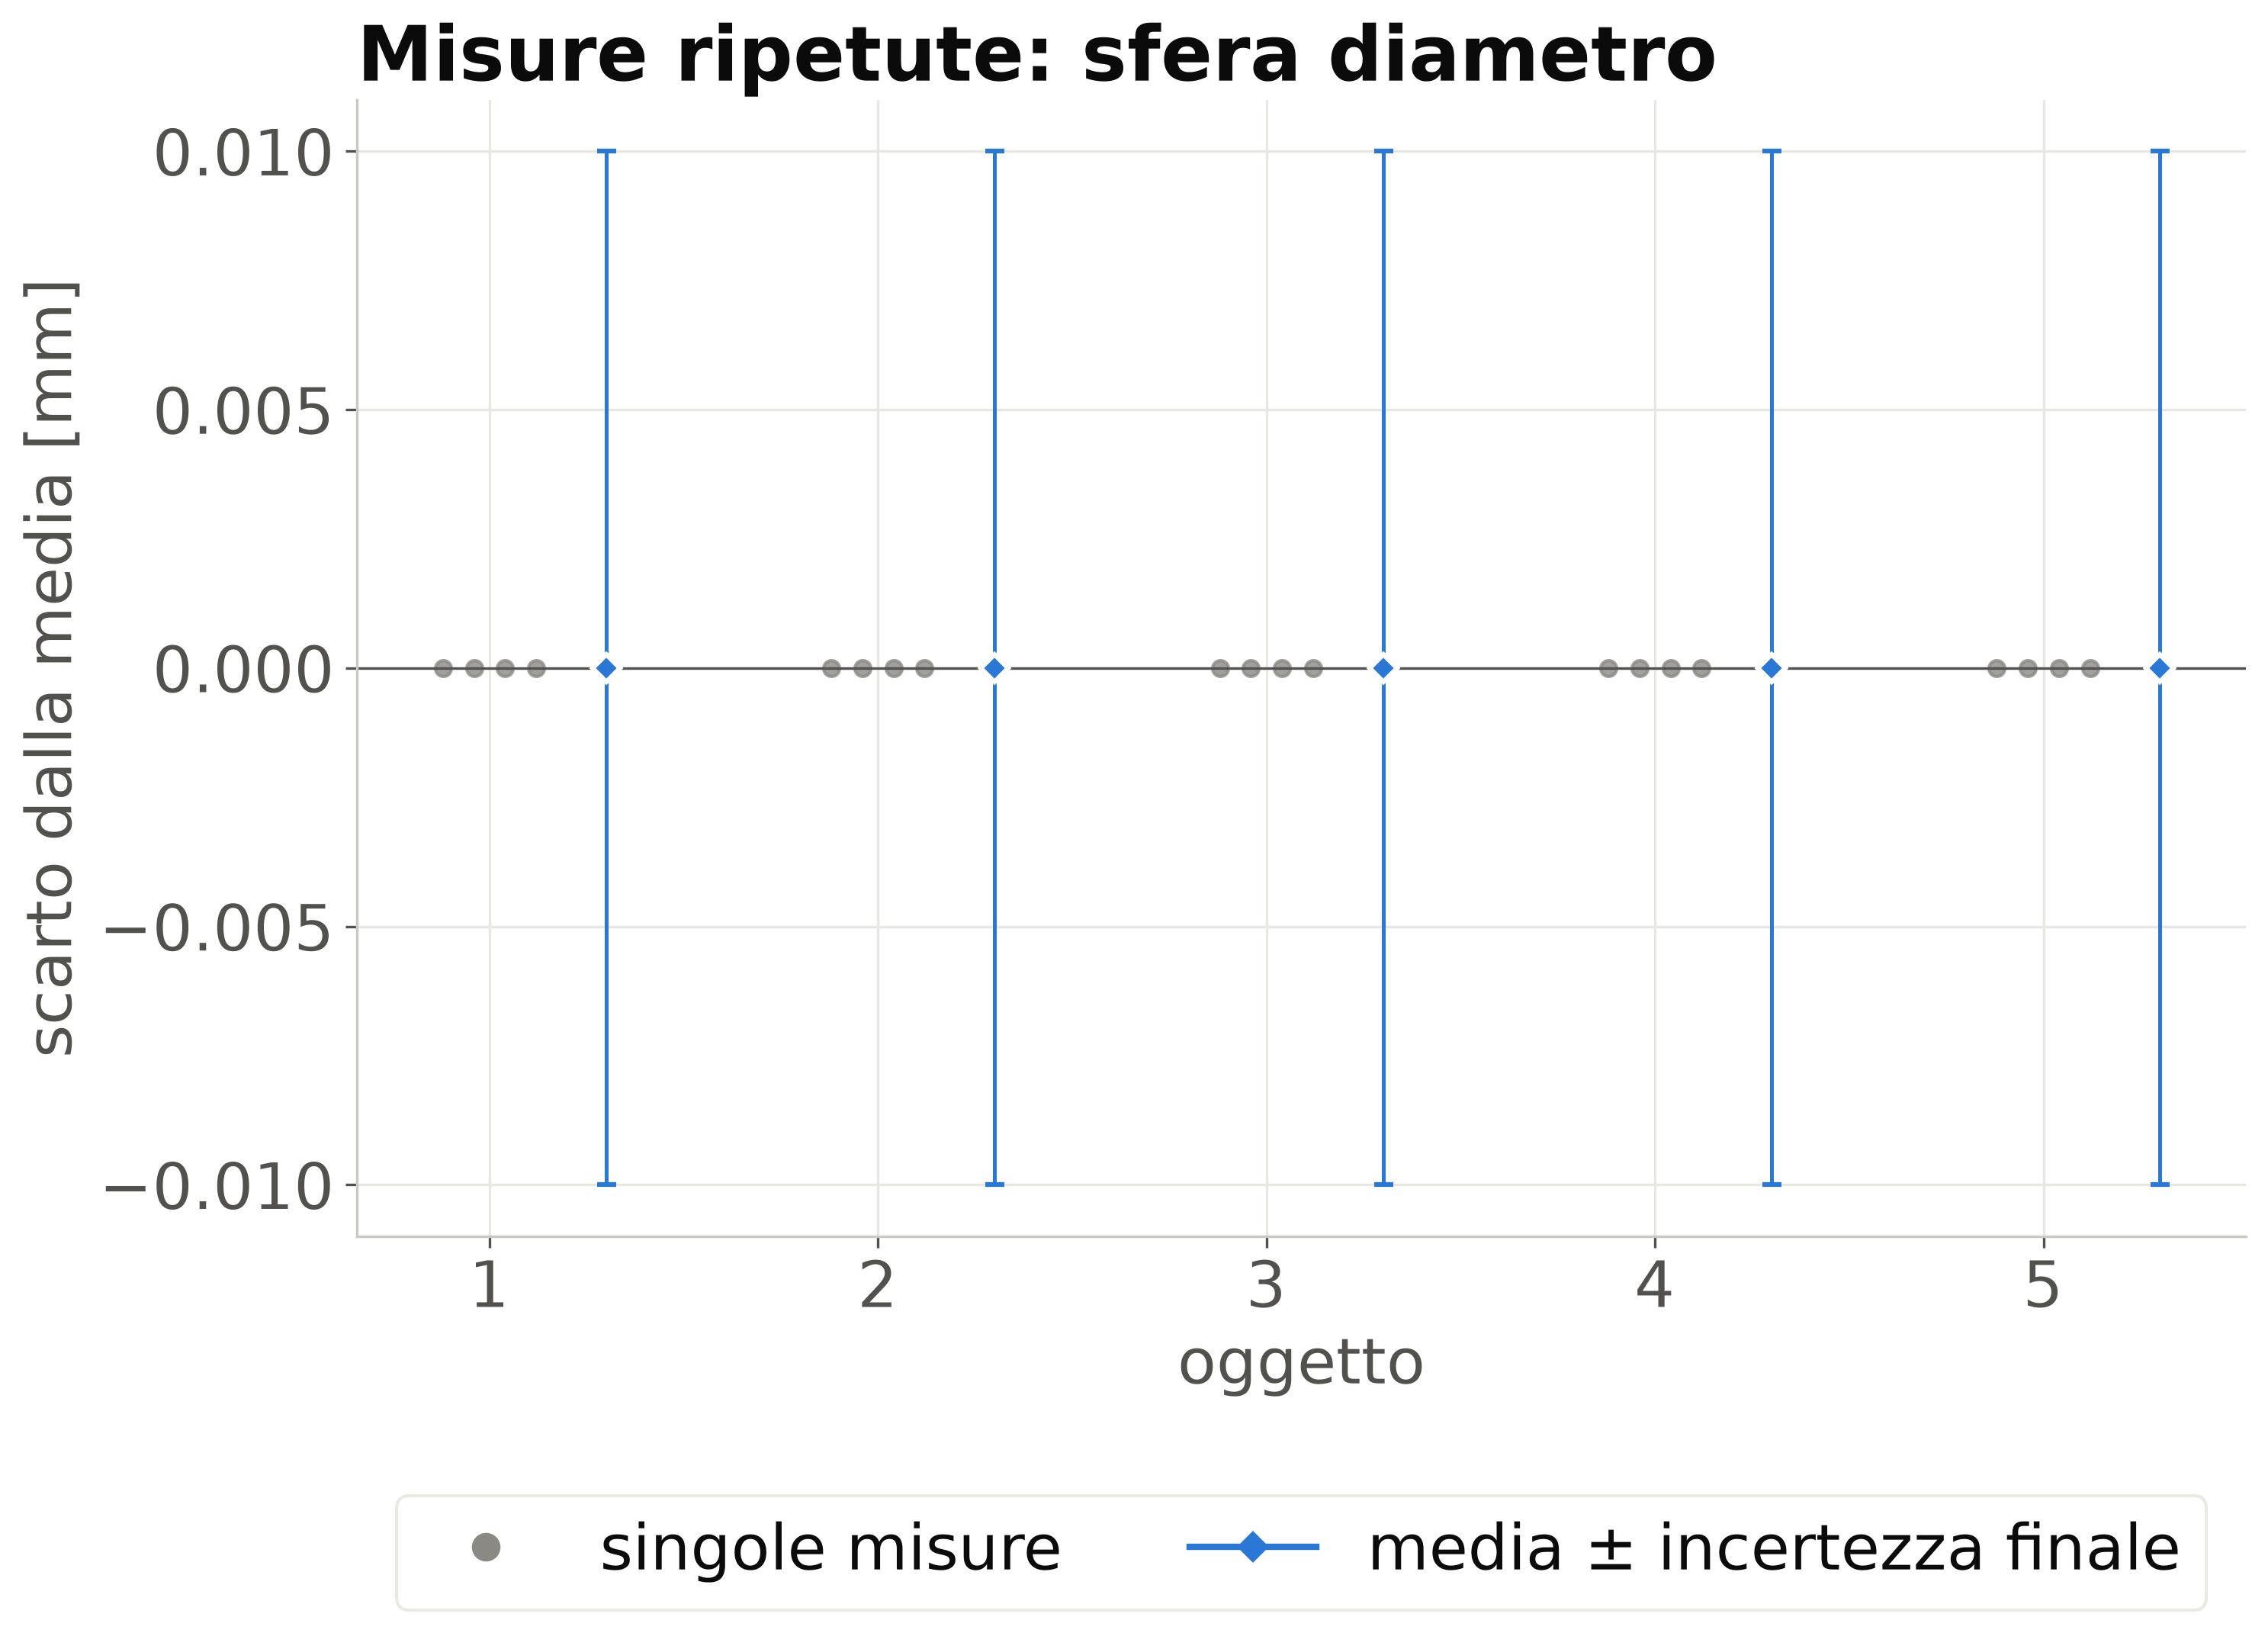 Misure ripetute: sfera diametro
scarto dalla media [mm]
0.010
0.005
0.000
−0.005
−0.010
1 2 3 4 5
oggetto
singole misure media ± incertezza finale